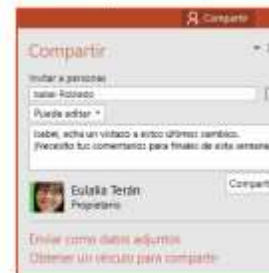 Compartir
Compartir
Invitar a personas
Isabel Robledo
Puede editar
Isabel, echa un vistazo a estos últimos cambios.
¡Necesito tus comentarios para finales de esta semana
Compart
Eulalia Terán
Propietario
Enviar como datos adjuntos
Obtener un vínculo para compartir